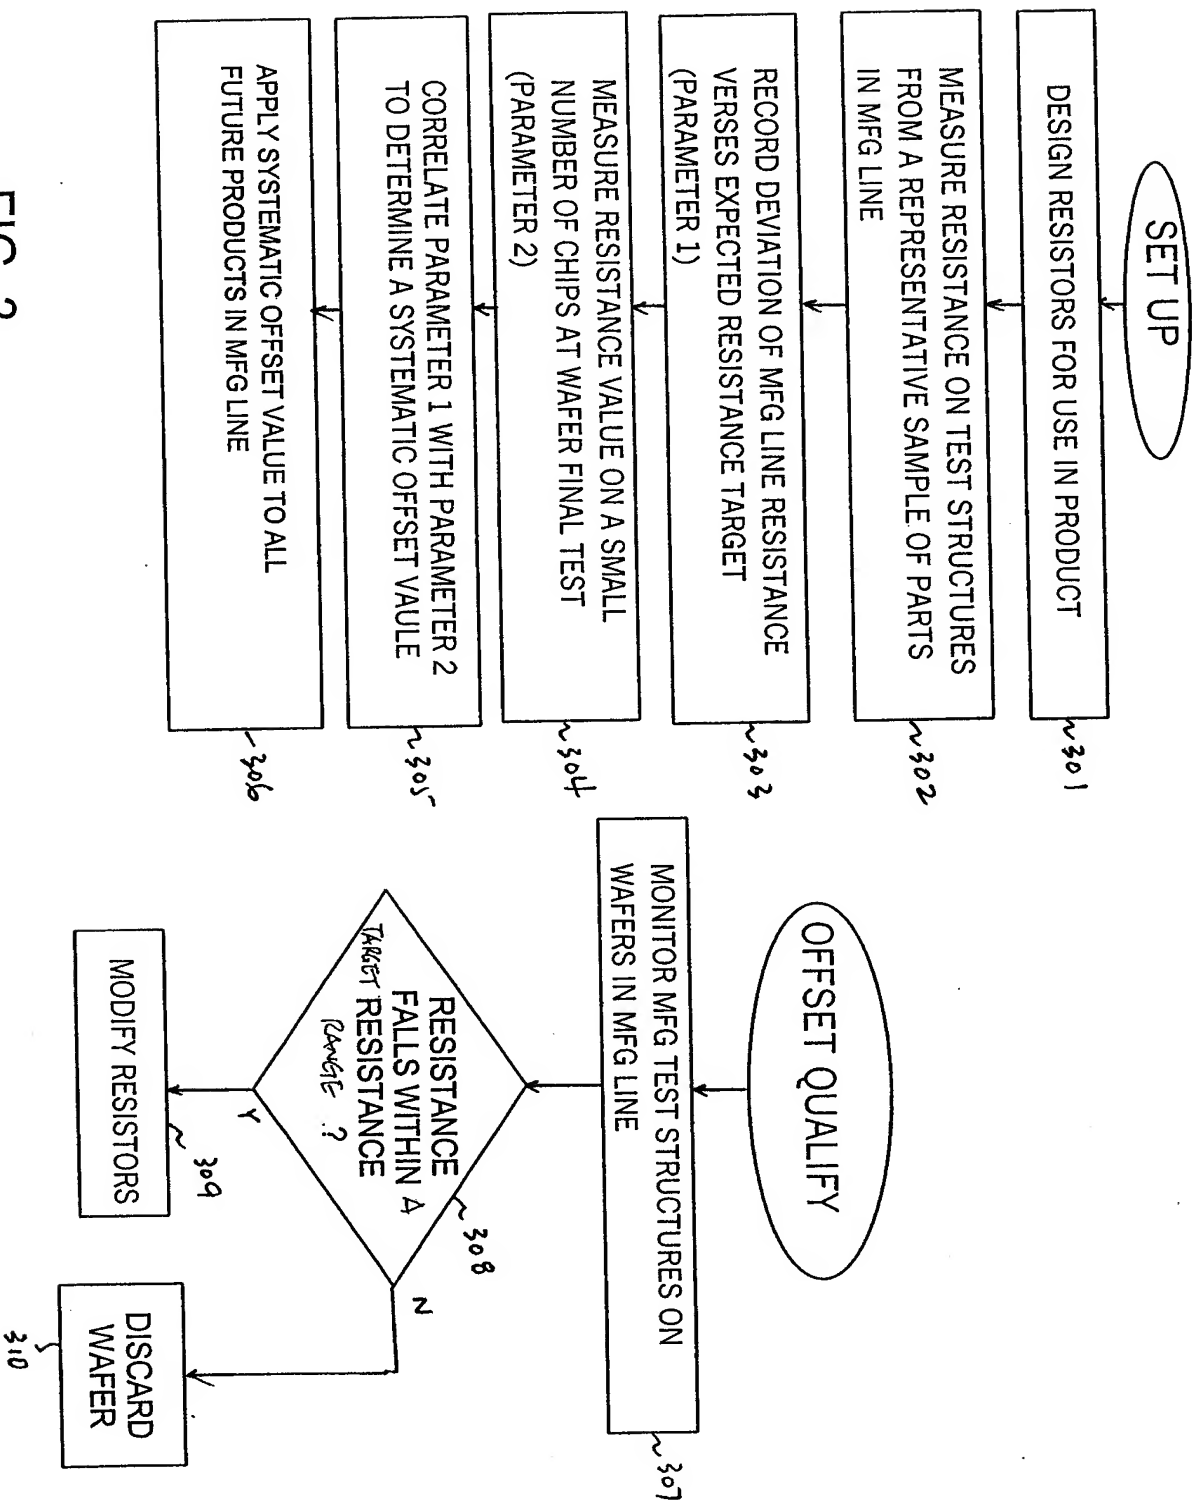 SET UP
DESIGN RESISTORS FOR USE IN PRODUCT
301
MEASURE RESISTANCE ON TEST STRUCTURES
FROM A REPRESENTATIVE SAMPLE OF PARTS
IN MFG LINE
302
RECORD DEVIATION OF MFG LINE RESISTANCE
VERSES EXPECTED RESISTANCE TARGET
(PARAMETER 1)
303
MEASURE RESISTANCE VALUE ON A SMALL
NUMBER OF CHIPS AT WAFER FINAL TEST
(PARAMETER 2)
304
CORRELATE PARAMETER 1 WITH PARAMETER 2
TO DETERMINE A SYSTEMATIC OFFSET VAULE
305
APPLY SYSTEMATIC OFFSET VALUE TO ALL
FUTURE PRODUCTS IN MFG LINE
306
OFFSET QUALIFY
MONITOR MFG TEST STRUCTURES ON
WAFERS IN MFG LINE
307
RESISTANCE
FALLS WITHIN A
TARGET RESISTANCE
RANGE ?
308
Y
N
MODIFY RESISTORS
309
DISCARD
WAFER
310